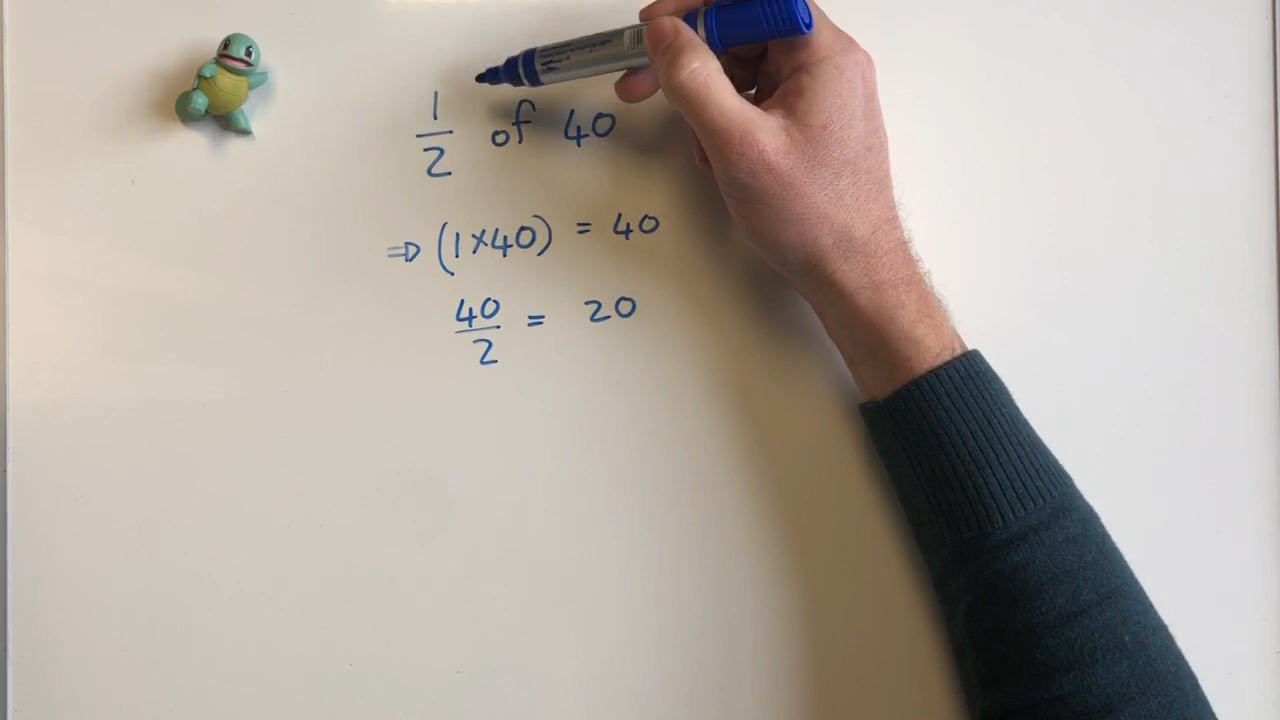 1/2 of 40
⇒ (1×40) = 40
40/2 = 20